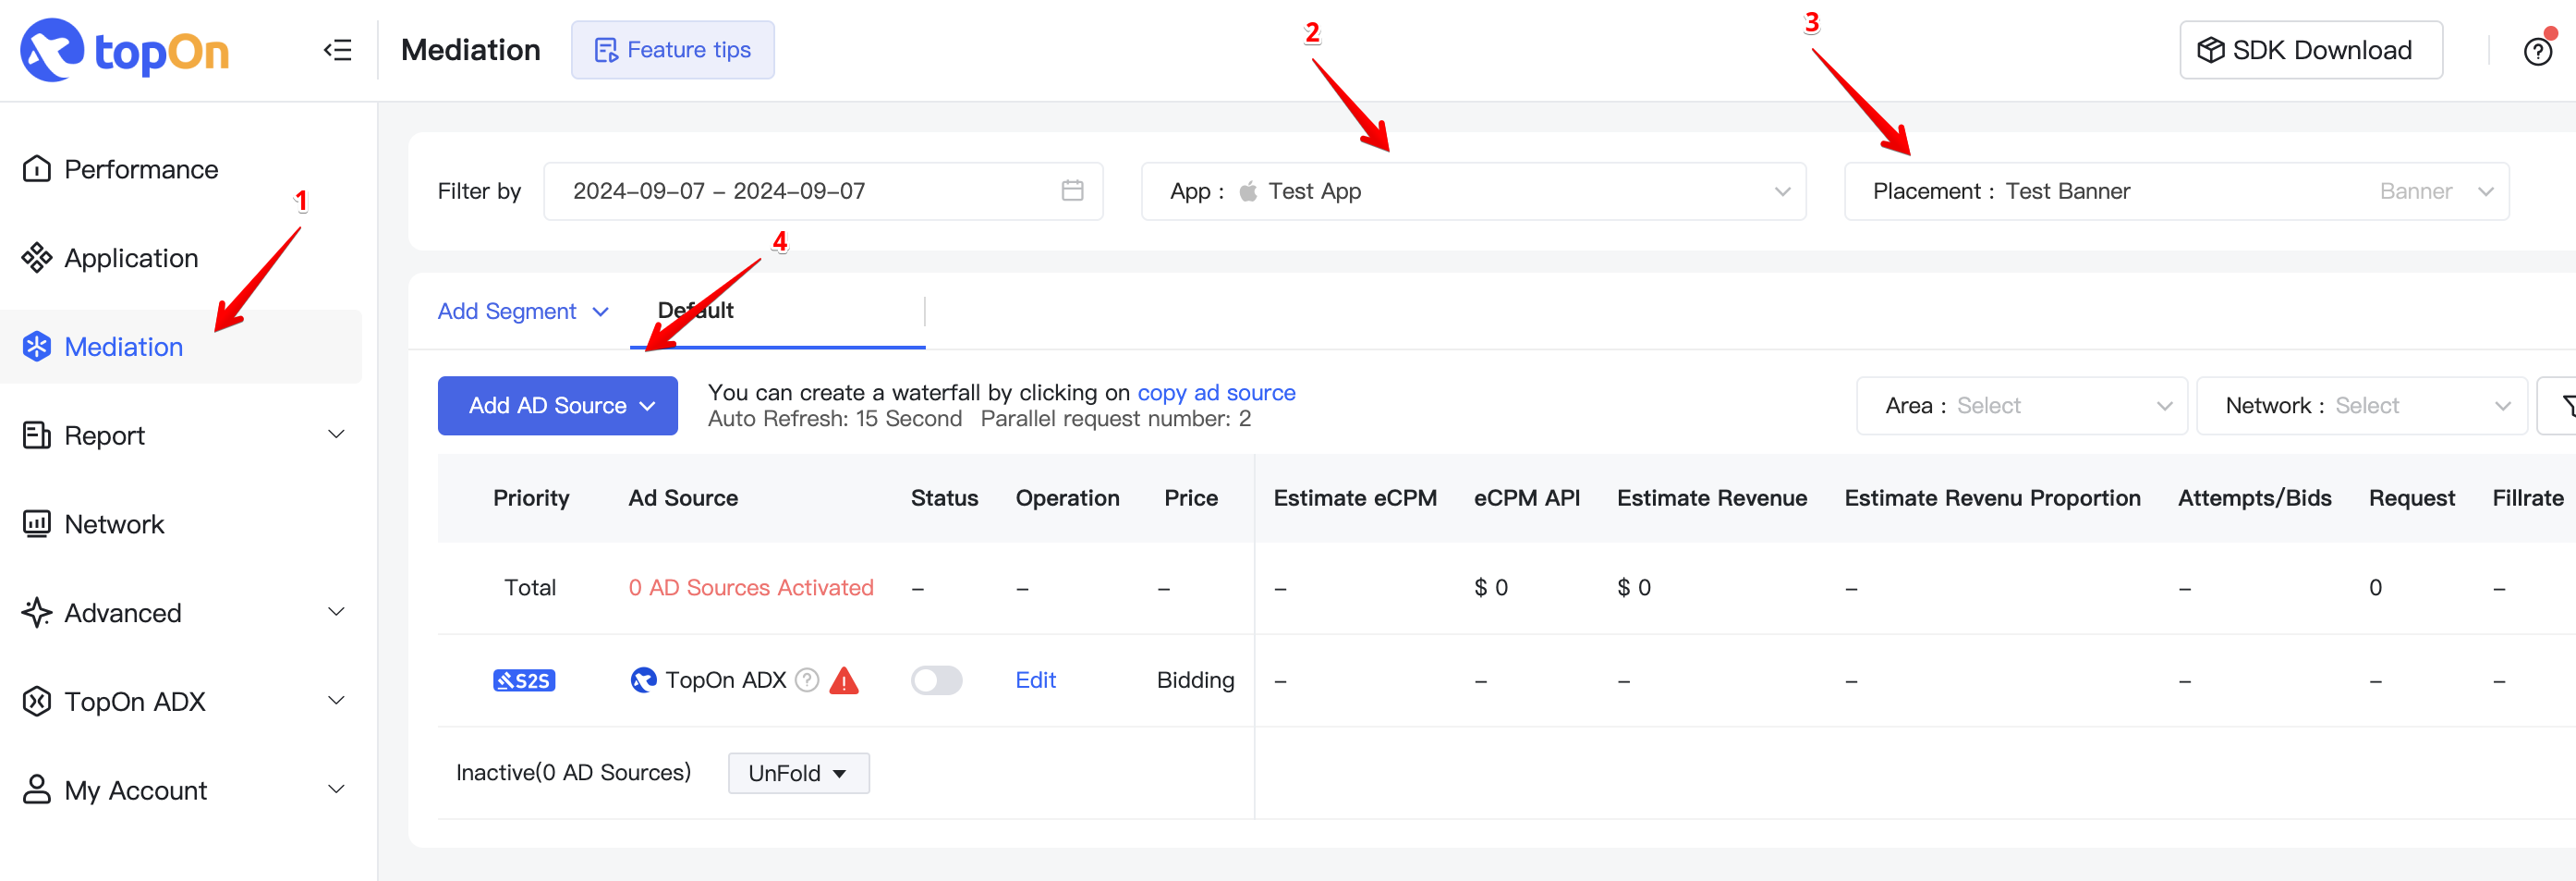 topOn
Mediation
Feature tips
2
3
SDK Download
Performance
1
Application
Mediation
Report
Network
Advanced
TopOn ADX
My Account
Filter by
2024-09-07 – 2024-09-07
App : Test App
Placement : Test Banner Banner
4
Add Segment
Default
Add AD Source
You can create a waterfall by clicking on copy ad source
Auto Refresh: 15 Second Parallel request number: 2
Area : Select
Network : Select
Priority Ad Source Status Operation Price Estimate eCPM eCPM API Estimate Revenue Estimate Revenu Proportion Attempts/Bids Request Fillrate
Total 0 AD Sources Activated – – – – $ 0 $ 0 – – 0 –
S2S TopOn ADX Edit Bidding – – – – – – –
Inactive(0 AD Sources) UnFold